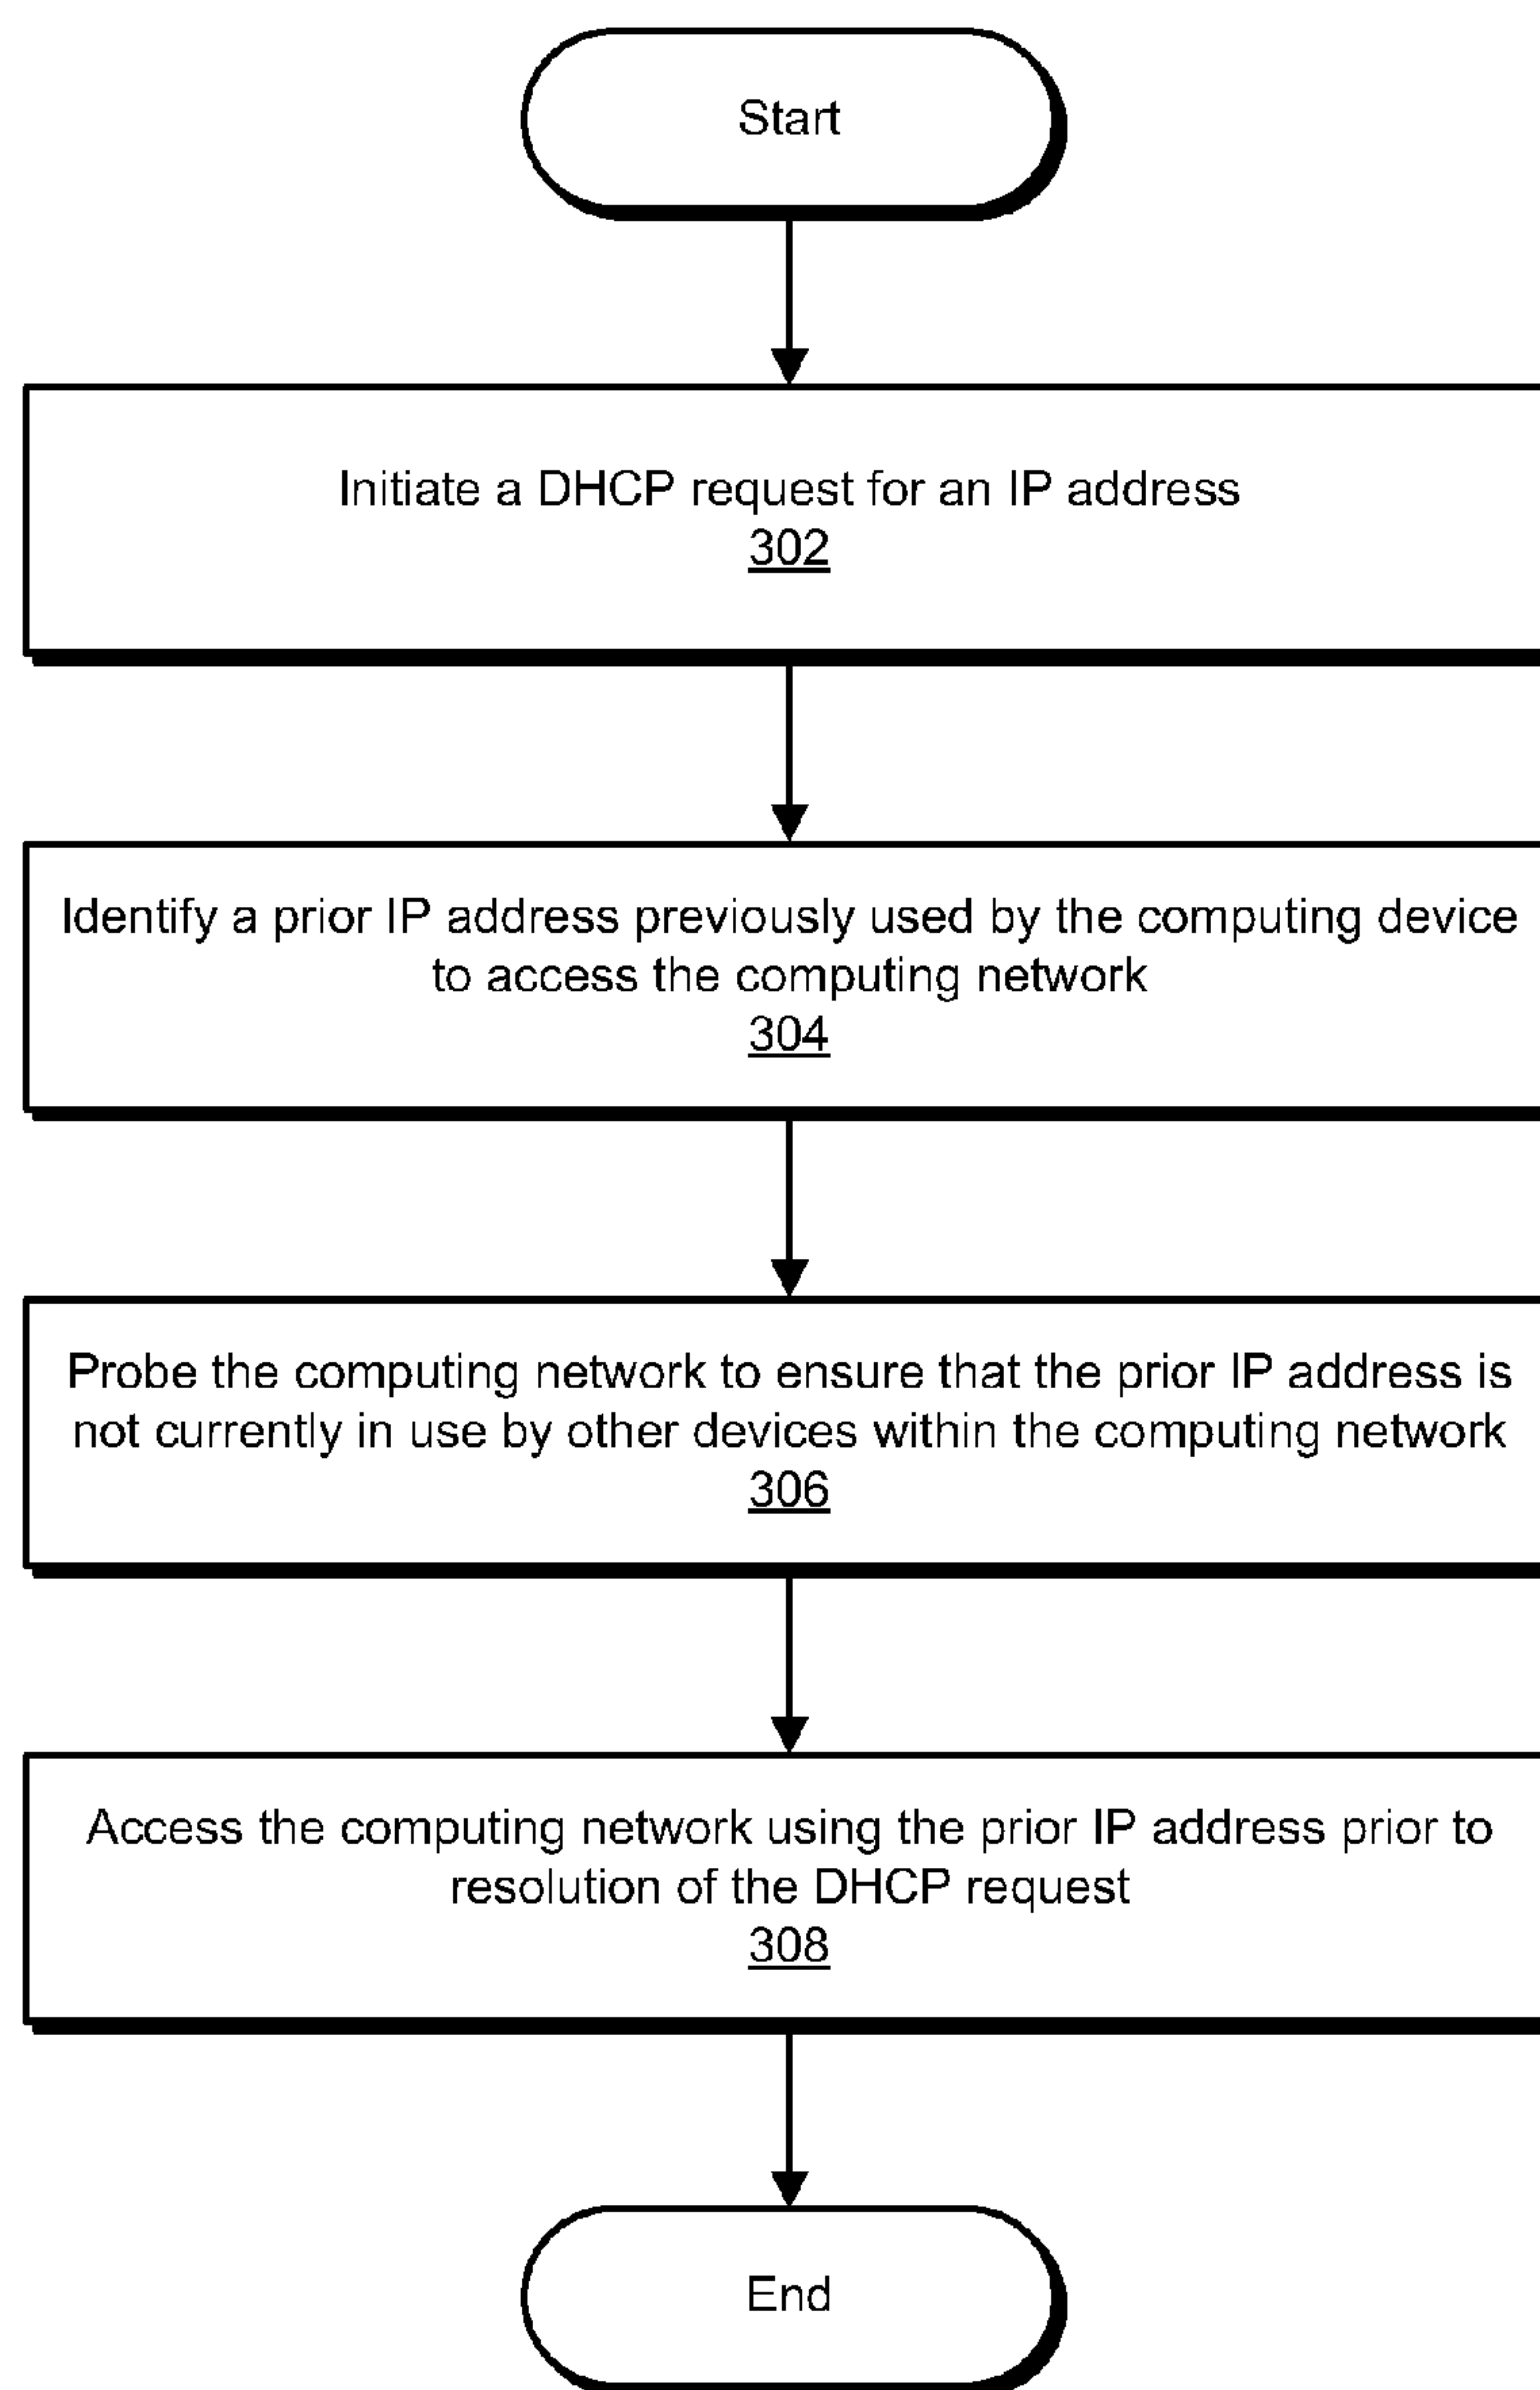 Start
Initiate a DHCP request for an IP address
302
Identify a prior IP address previously used by the computing device
to access the computing network
304
Probe the computing network to ensure that the prior IP address is
not currently in use by other devices within the computing network
306
Access the computing network using the prior IP address prior to
resolution of the DHCP request
308
End